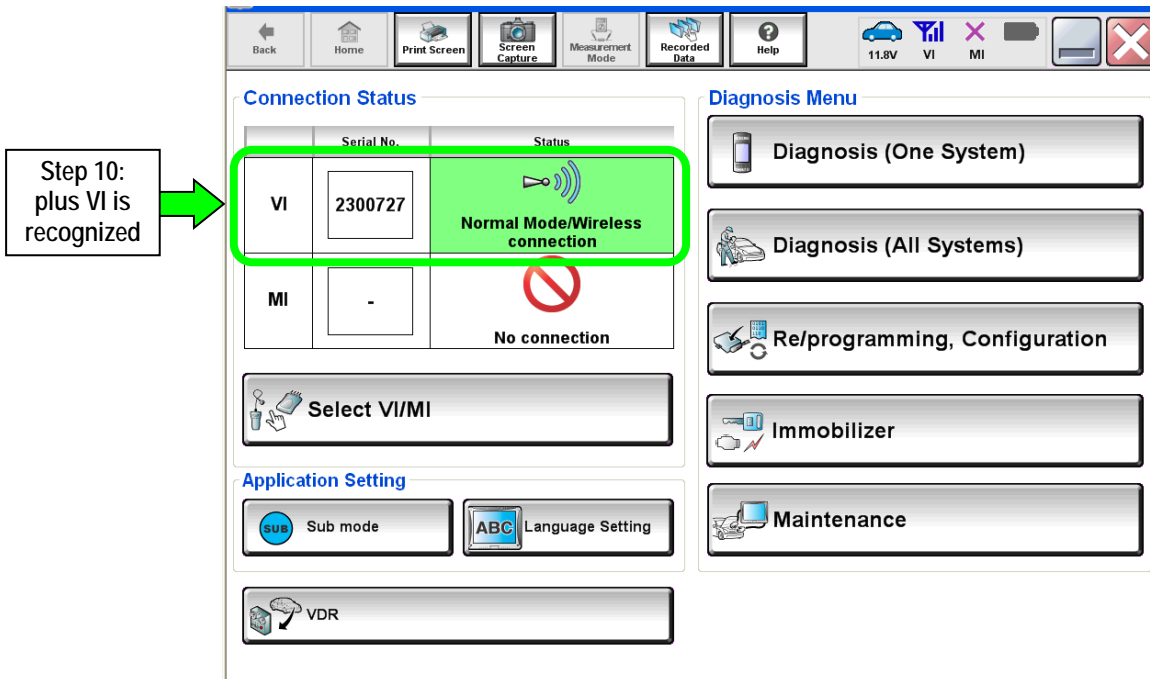 Back
Home
Print Screen
Screen
Capture
Measurement
Mode
Recorded
Data
Help
11.8V
VI
MI
Connection Status
Serial No.
Status
VI
2300727
Normal Mode/Wireless
connection
MI
-
No connection
Select VI/MI
Application Setting
SUB
Sub mode
ABC
Language Setting
VDR
Diagnosis Menu
Diagnosis (One System)
Diagnosis (All Systems)
Re/programming, Configuration
Immobilizer
Maintenance
Step 10:
plus VI is
recognized